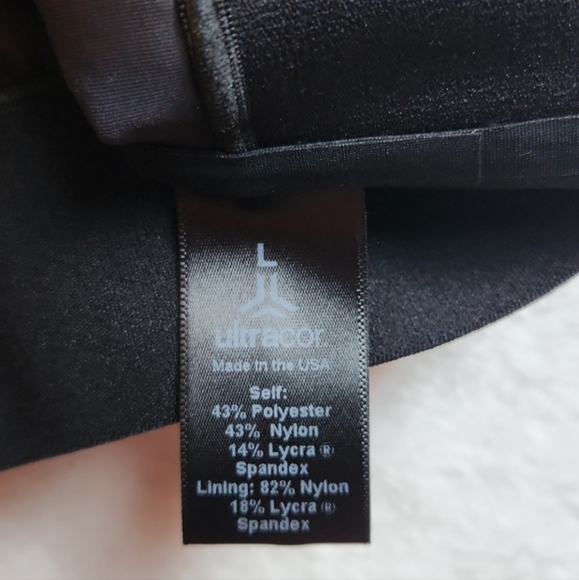 L
ultracor
Made in the USA
Self:
43% Polyester
43% Nylon
14% Lycra ®
Spandex
Lining: 82% Nylon
18% Lycra ®
Spandex